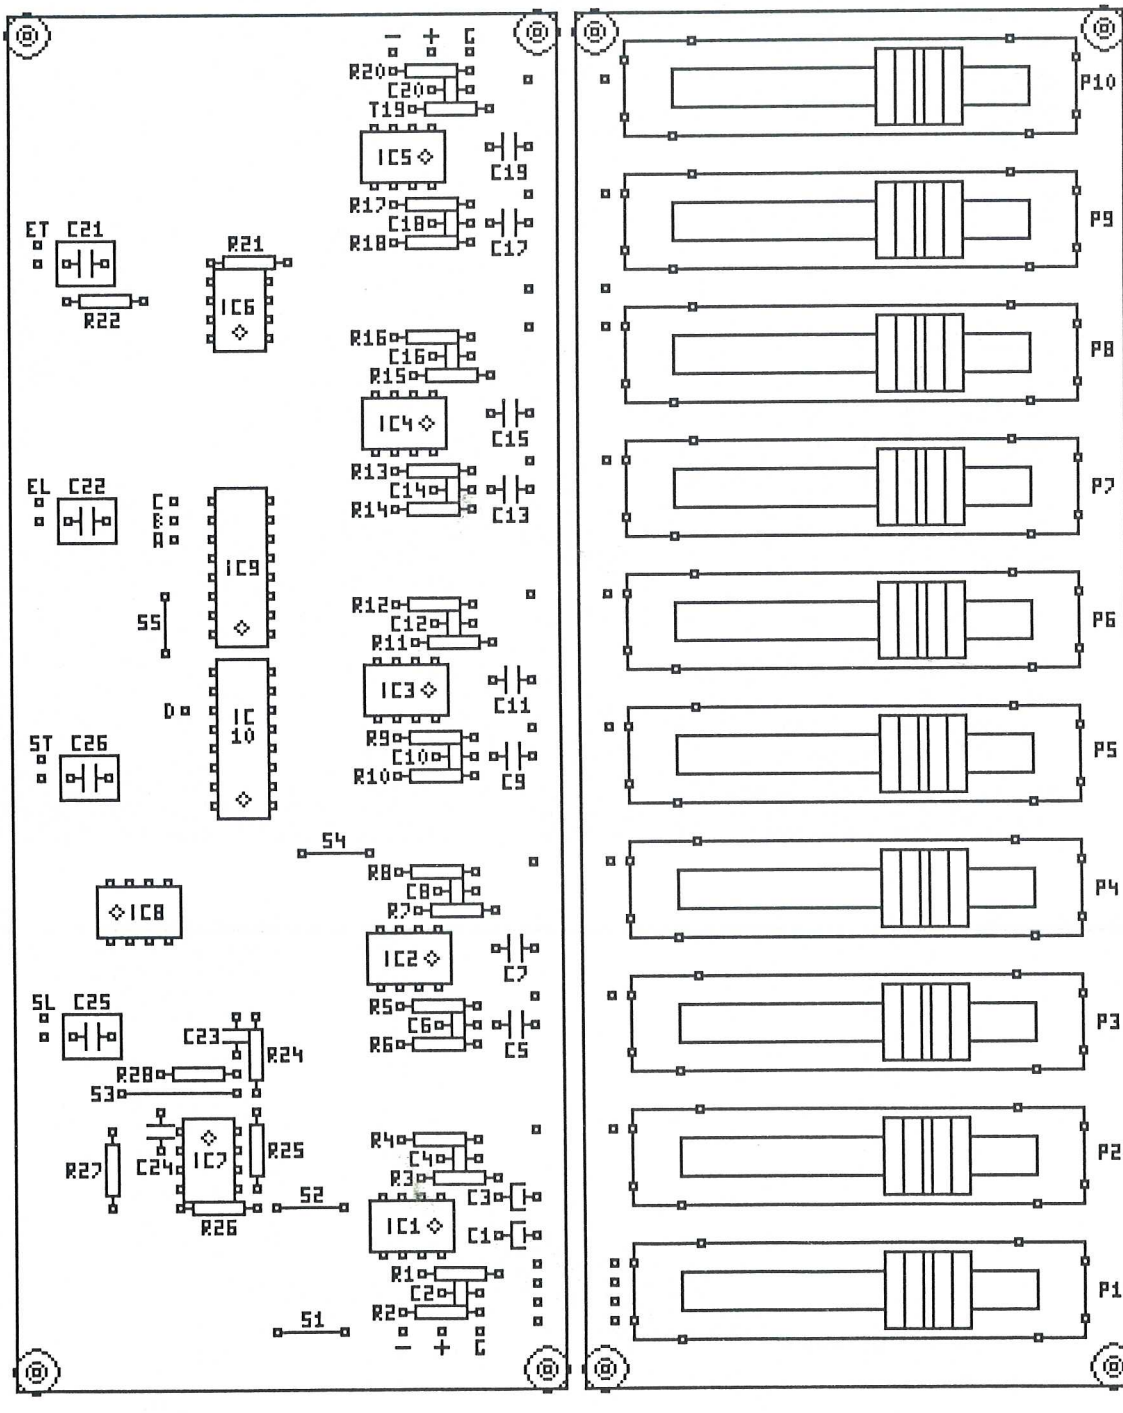 − + G
R20
C20
T19
IC5
C19
R17
C18
R18
C17
ET C21
R22
R21
IC6
R16
C16
R15
IC4
C15
R13
C14
R14
C13
EL C22
C
B
A
IC9
S5
R12
C12
R11
IC3
C11
D
IC
10
R9
C10
R10
C9
ST C26
S4
R8
C8
R7
IC8
IC2
C7
R5
C6
R6
C5
SL C25
C23
R24
R28
S3
C24
IC7
R25
R27
R26
S2
R4
C4
R3
C3
IC1
C1
R1
C2
R2
S1
− + G
P10
P9
P8
P7
P6
P5
P4
P3
P2
P1